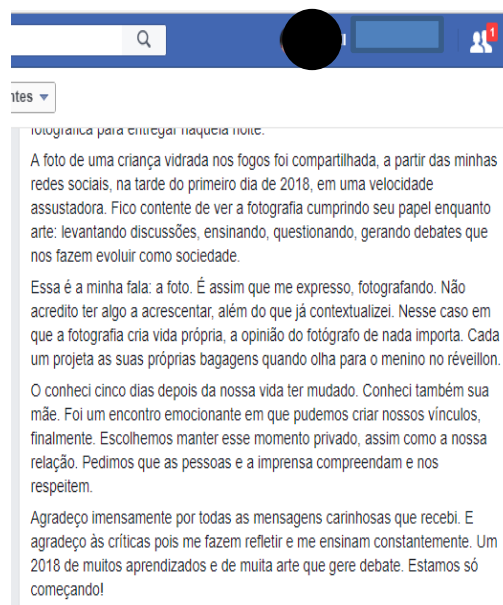 1
ntes
fotográfica para entregar naquela noite.
A foto de uma criança vidrada nos fogos foi compartilhada, a partir das minhas
redes sociais, na tarde do primeiro dia de 2018, em uma velocidade
assustadora. Fico contente de ver a fotografia cumprindo seu papel enquanto
arte: levantando discussões, ensinando, questionando, gerando debates que
nos fazem evoluir como sociedade.
Essa é a minha fala: a foto. É assim que me expresso, fotografando. Não
acredito ter algo a acrescentar, além do que já contextualizei. Nesse caso em
que a fotografia cria vida própria, a opinião do fotógrafo de nada importa. Cada
um projeta as suas próprias bagagens quando olha para o menino no réveillon.
O conheci cinco dias depois da nossa vida ter mudado. Conheci também sua
mãe. Foi um encontro emocionante em que pudemos criar nossos vínculos,
finalmente. Escolhemos manter esse momento privado, assim como a nossa
relação. Pedimos que as pessoas e a imprensa compreendam e nos
respeitem.
Agradeço imensamente por todas as mensagens carinhosas que recebi. E
agradeço às críticas pois me fazem refletir e me ensinam constantemente. Um
2018 de muitos aprendizados e de muita arte que gere debate. Estamos só
começando!